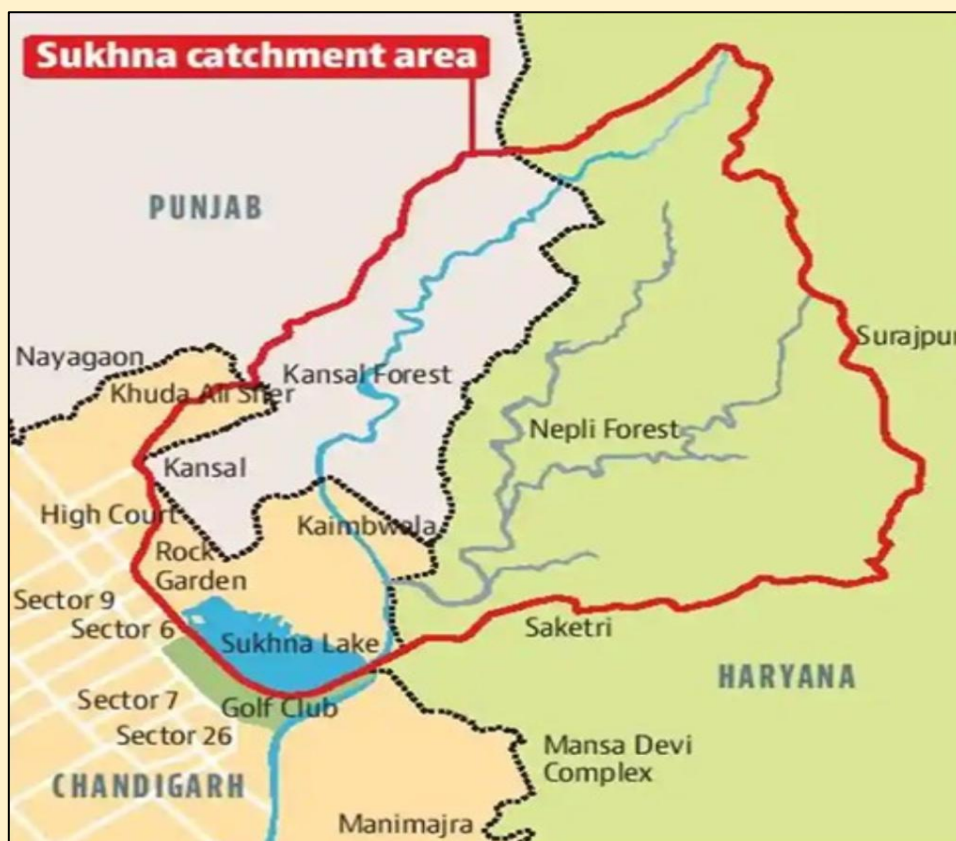 Sukhna catchment area
PUNJAB
Nayagaon
Khuda Ali Sher
Kansal Forest
Surajpur
Kansal
Nepli Forest
High Court
Kaimbwala
Rock
Garden
Sector 9
Sector 6
Sukhna Lake
Saketri
HARYANA
Sector 7
Golf Club
Sector 26
Mansa Devi
Complex
CHANDIGARH
Manimajra